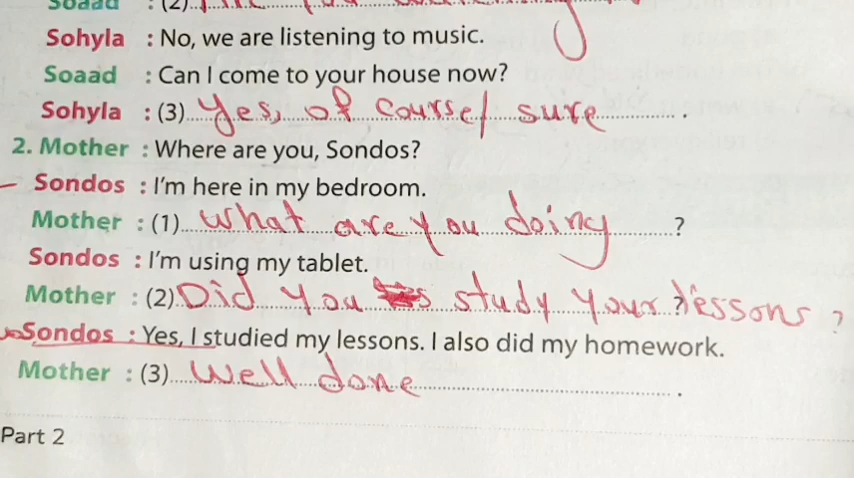 Soaad : (2)
Sohyla : No, we are listening to music.
Soaad : Can I come to your house now?
Sohyla : (3) Yes, of course/ sure .
2. Mother : Where are you, Sondos?
Sondos : I'm here in my bedroom.
Mother : (1) What are you doing ?
Sondos : I'm using my tablet.
Mother : (2) Did you study your lessons ?
Sondos : Yes, I studied my lessons. I also did my homework.
Mother : (3) Well done .
Part 2